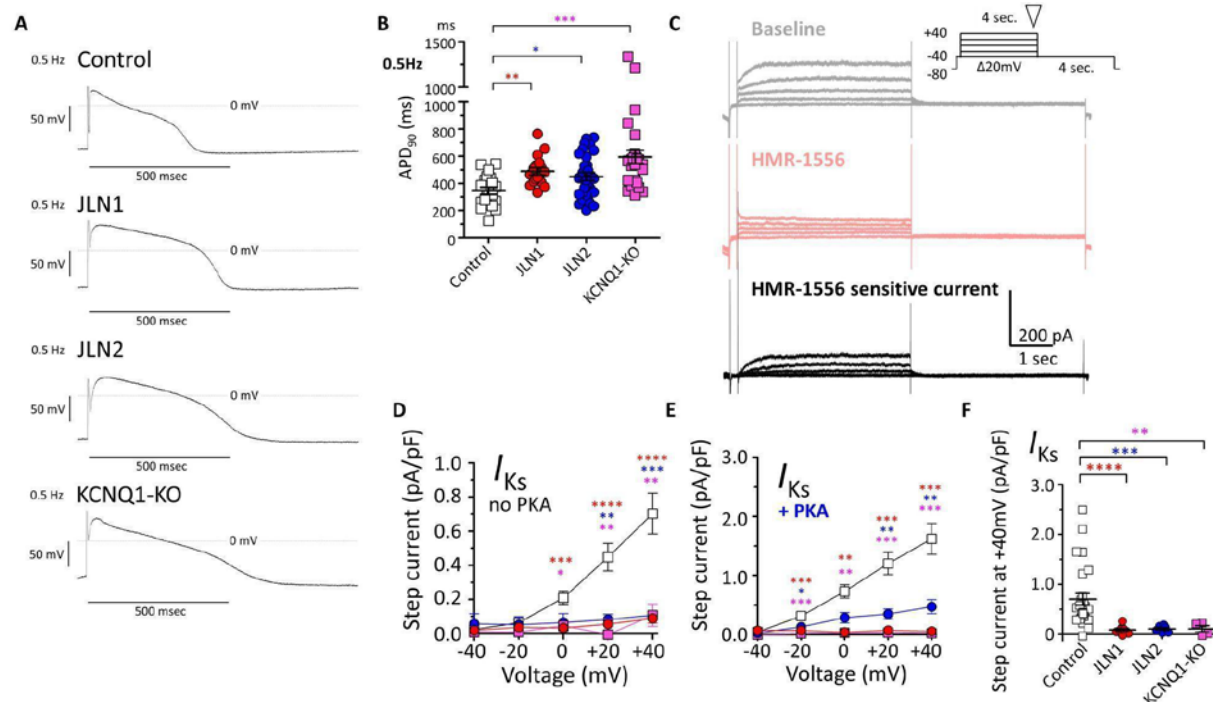 A
0.5 Hz Control
0 mV
50 mV
500 msec
0.5 Hz JLN1
0 mV
50 mV
500 msec
0.5 Hz JLN2
0 mV
50 mV
500 msec
0.5 Hz KCNQ1-KO
0 mV
50 mV
500 msec
B
ms
***
1500
*
0.5Hz
**
1000
1000
800
600
400
200
0
APD90 (ms)
Control
JLN1
JLN2
KCNQ1-KO
C
Baseline
4 sec.
+40
-40
-80
Δ20mV
4 sec.
HMR-1556
HMR-1556 sensitive current
200 pA
1 sec
D
IKs
no PKA
1.0
0.8
0.6
0.4
0.2
0.0
Step current (pA/pF)
***
*
****
**
**
****
***
**
-40
-20
0
+20
+40
Voltage (mV)
E
IKs
+ PKA
3.0
2.5
2.0
1.5
1.0
0.5
0.0
Step current (pA/pF)
***
*
***
**
**
***
**
***
***
**
***
-40
-20
0
+20
+40
Voltage (mV)
F
IKs
**
***
****
3.0
2.0
1.0
0.5
0
Step current at +40mV (pA/pF)
Control
JLN1
JLN2
KCNQ1-KO